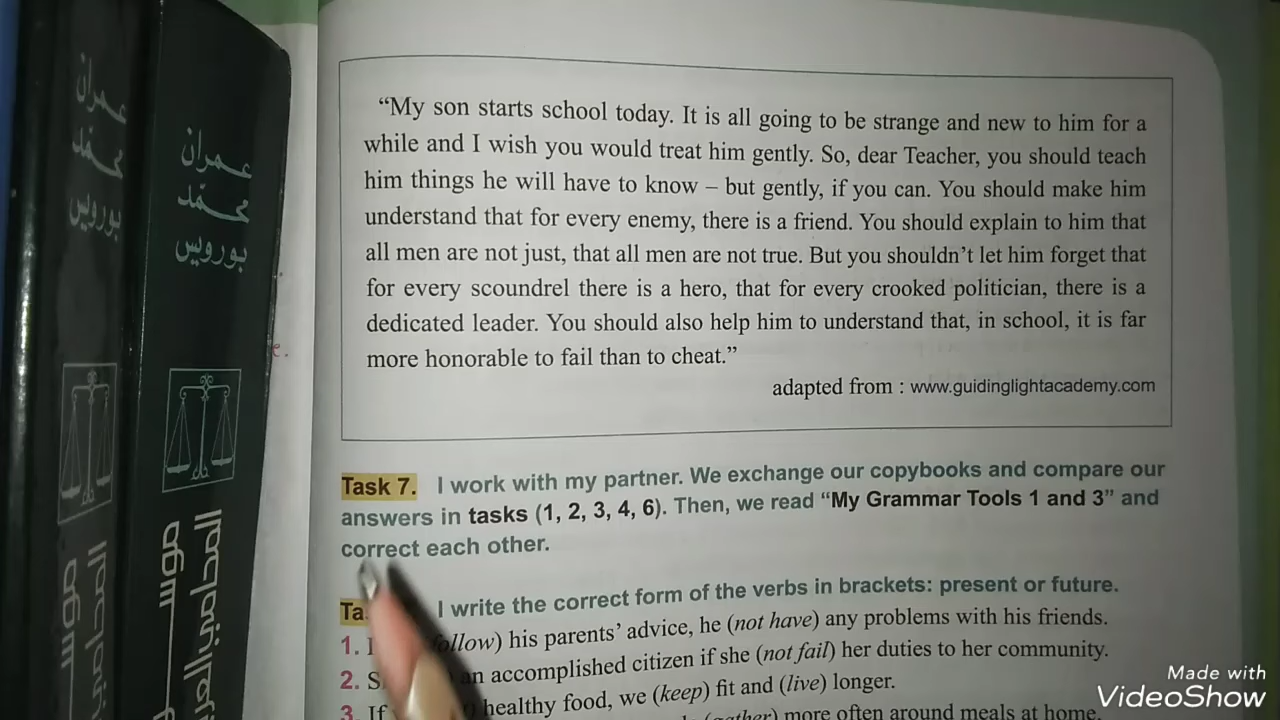 عمران
محمد
بورويس
عمران
محمّد
بورويس
"My son starts school today. It is all going to be strange and new to him for a
while and I wish you would treat him gently. So, dear Teacher, you should teach
him things he will have to know – but gently, if you can. You should make him
understand that for every enemy, there is a friend. You should explain to him that
all men are not just, that all men are not true. But you shouldn't let him forget that
for every scoundrel there is a hero, that for every crooked politician, there is a
dedicated leader. You should also help him to understand that, in school, it is far
more honorable to fail than to cheat."
adapted from : www.guidinglightacademy.com
Task 7. I work with my partner. We exchange our copybooks and compare our
answers in tasks (1, 2, 3, 4, 6). Then, we read "My Grammar Tools 1 and 3" and
correct each other.
I write the correct form of the verbs in brackets: present or future.
1. his parents' advice, he (not have) any problems with his friends.
2. an accomplished citizen if she (not fail) her duties to her community.
3. If healthy food, we (keep) fit and (live) longer.
(gather) more often around meals at home.
Made with
VideoShow